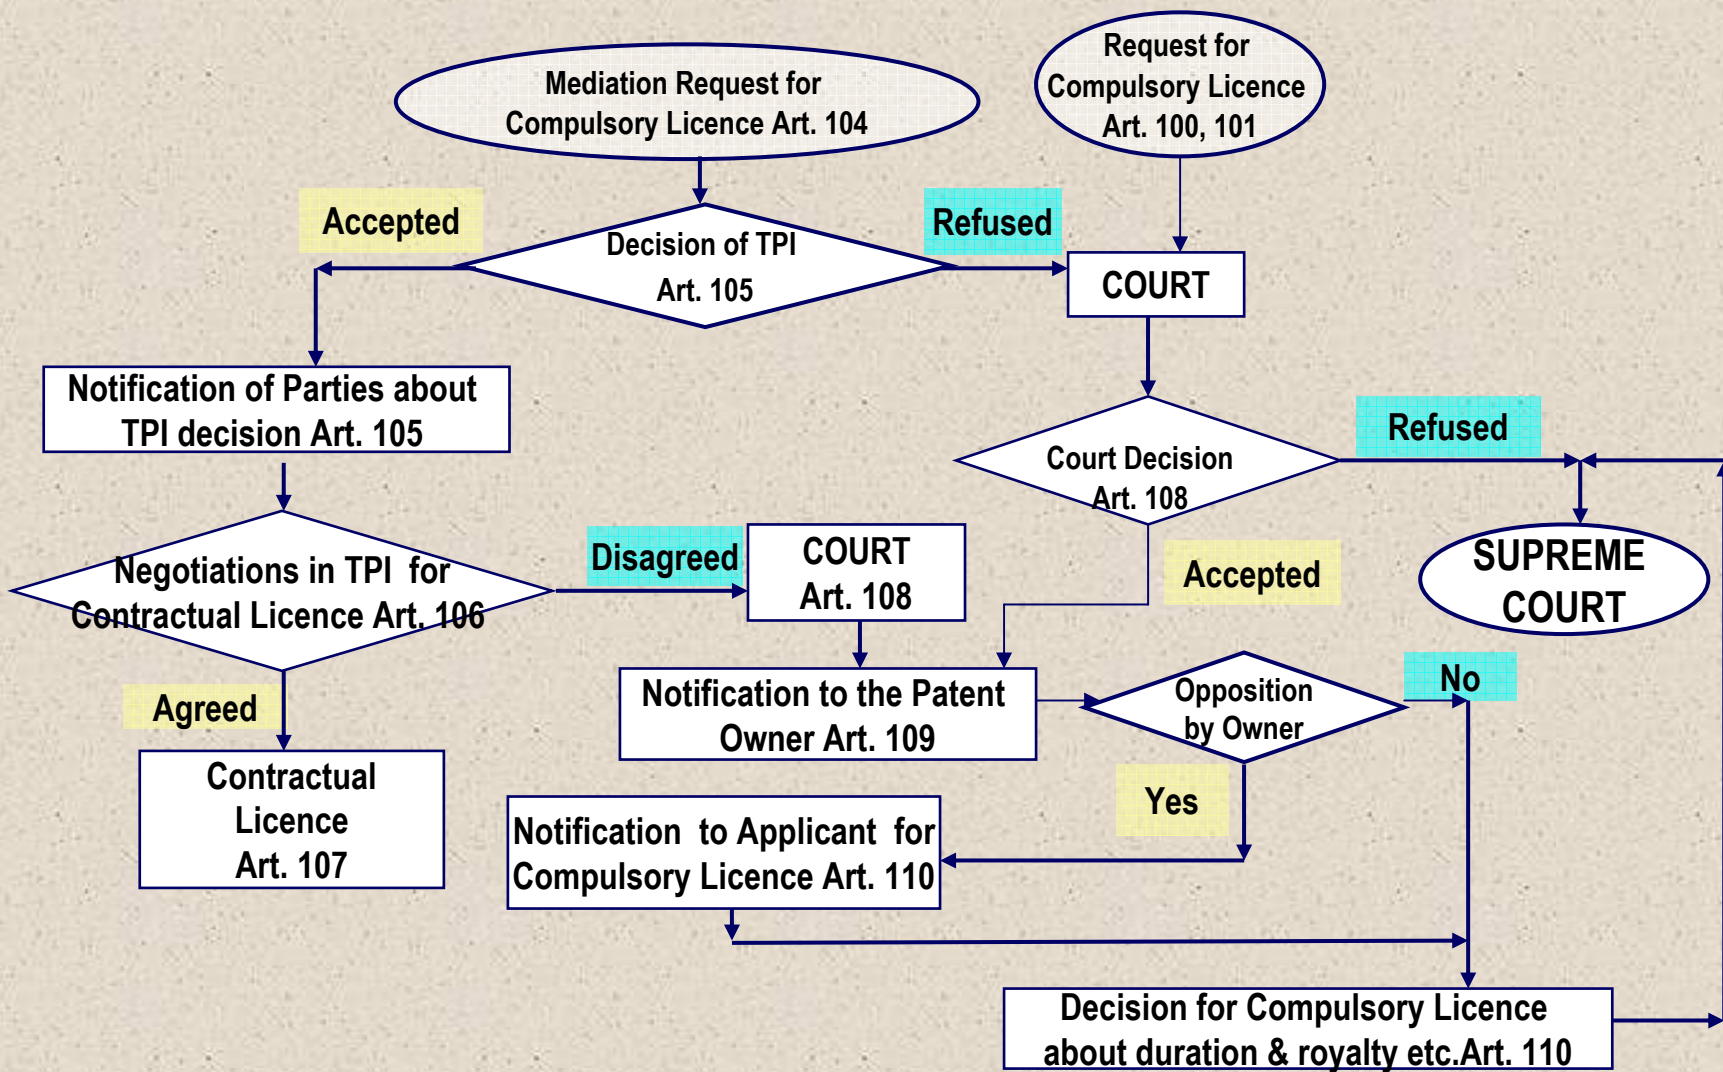 Mediation Request for
Compulsory Licence Art. 104
Request for
Compulsory Licence
Art. 100, 101
Accepted
Decision of TPI
Art. 105
Refused
COURT
Notification of Parties about
TPI decision Art. 105
Court Decision
Art. 108
Refused
Negotiations in TPI for
Contractual Licence Art. 106
Disagreed
COURT
Art. 108
Accepted
SUPREME
COURT
Agreed
Notification to the Patent
Owner Art. 109
Opposition
by Owner
No
Contractual
Licence
Art. 107
Yes
Notification to Applicant for
Compulsory Licence Art. 110
Decision for Compulsory Licence
about duration & royalty etc.Art. 110